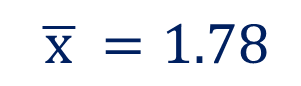 x̅ = 1.78